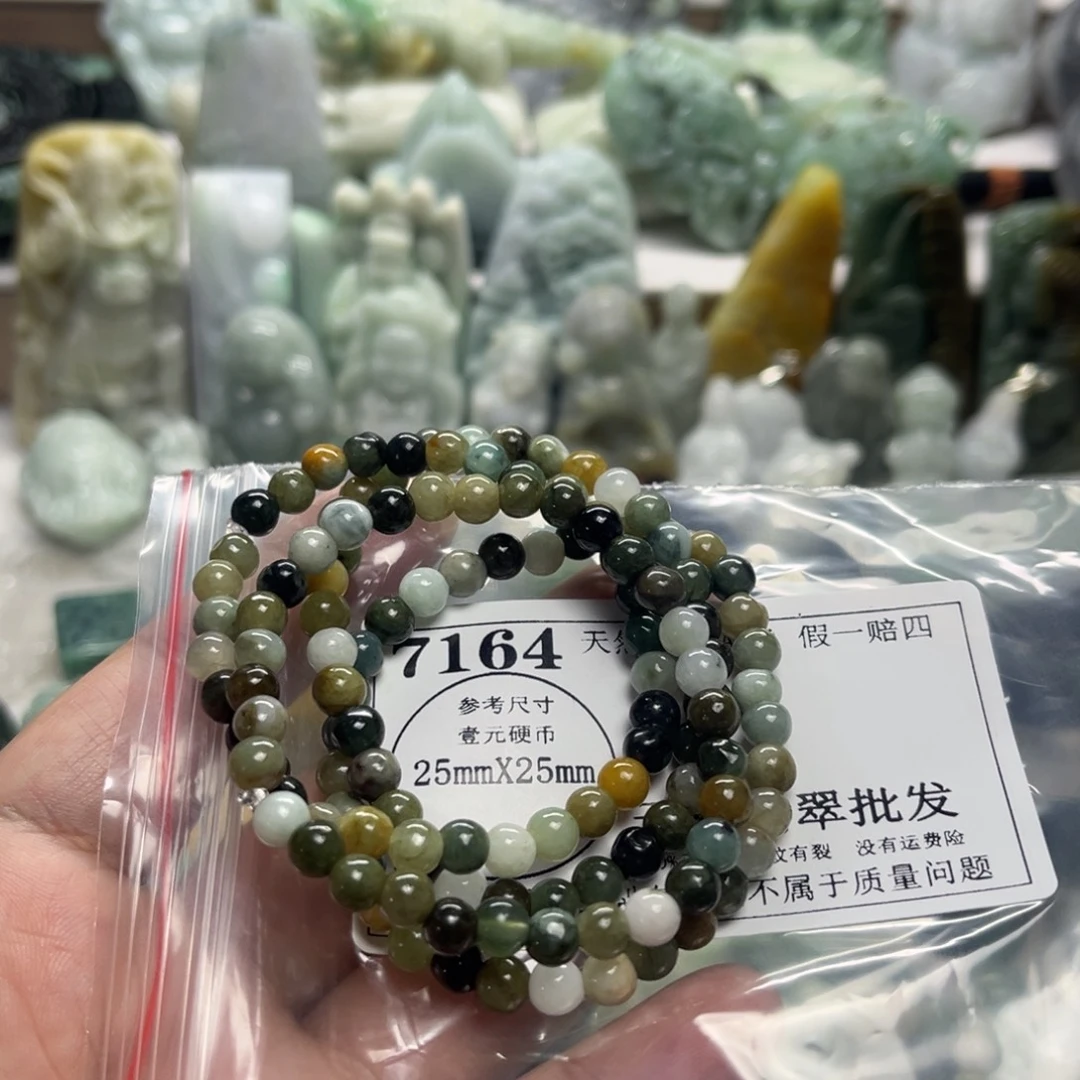 7164
天然
假一赔四
参考尺寸
壹元硬币
25mmX25mm
翠批发
有裂 没有运费险
不属于质量问题